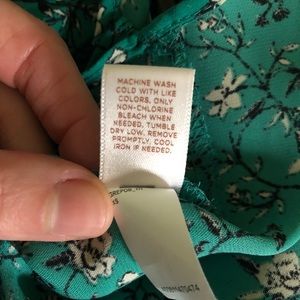 MACHINE WASH
COLD WITH LIKE
COLORS, ONLY
NON-CHLORINE
BLEACH WHEN
NEEDED, TUMBLE
DRY LOW. REMOVE
PROMPTLY, COOL
IRON IF NEEDED.